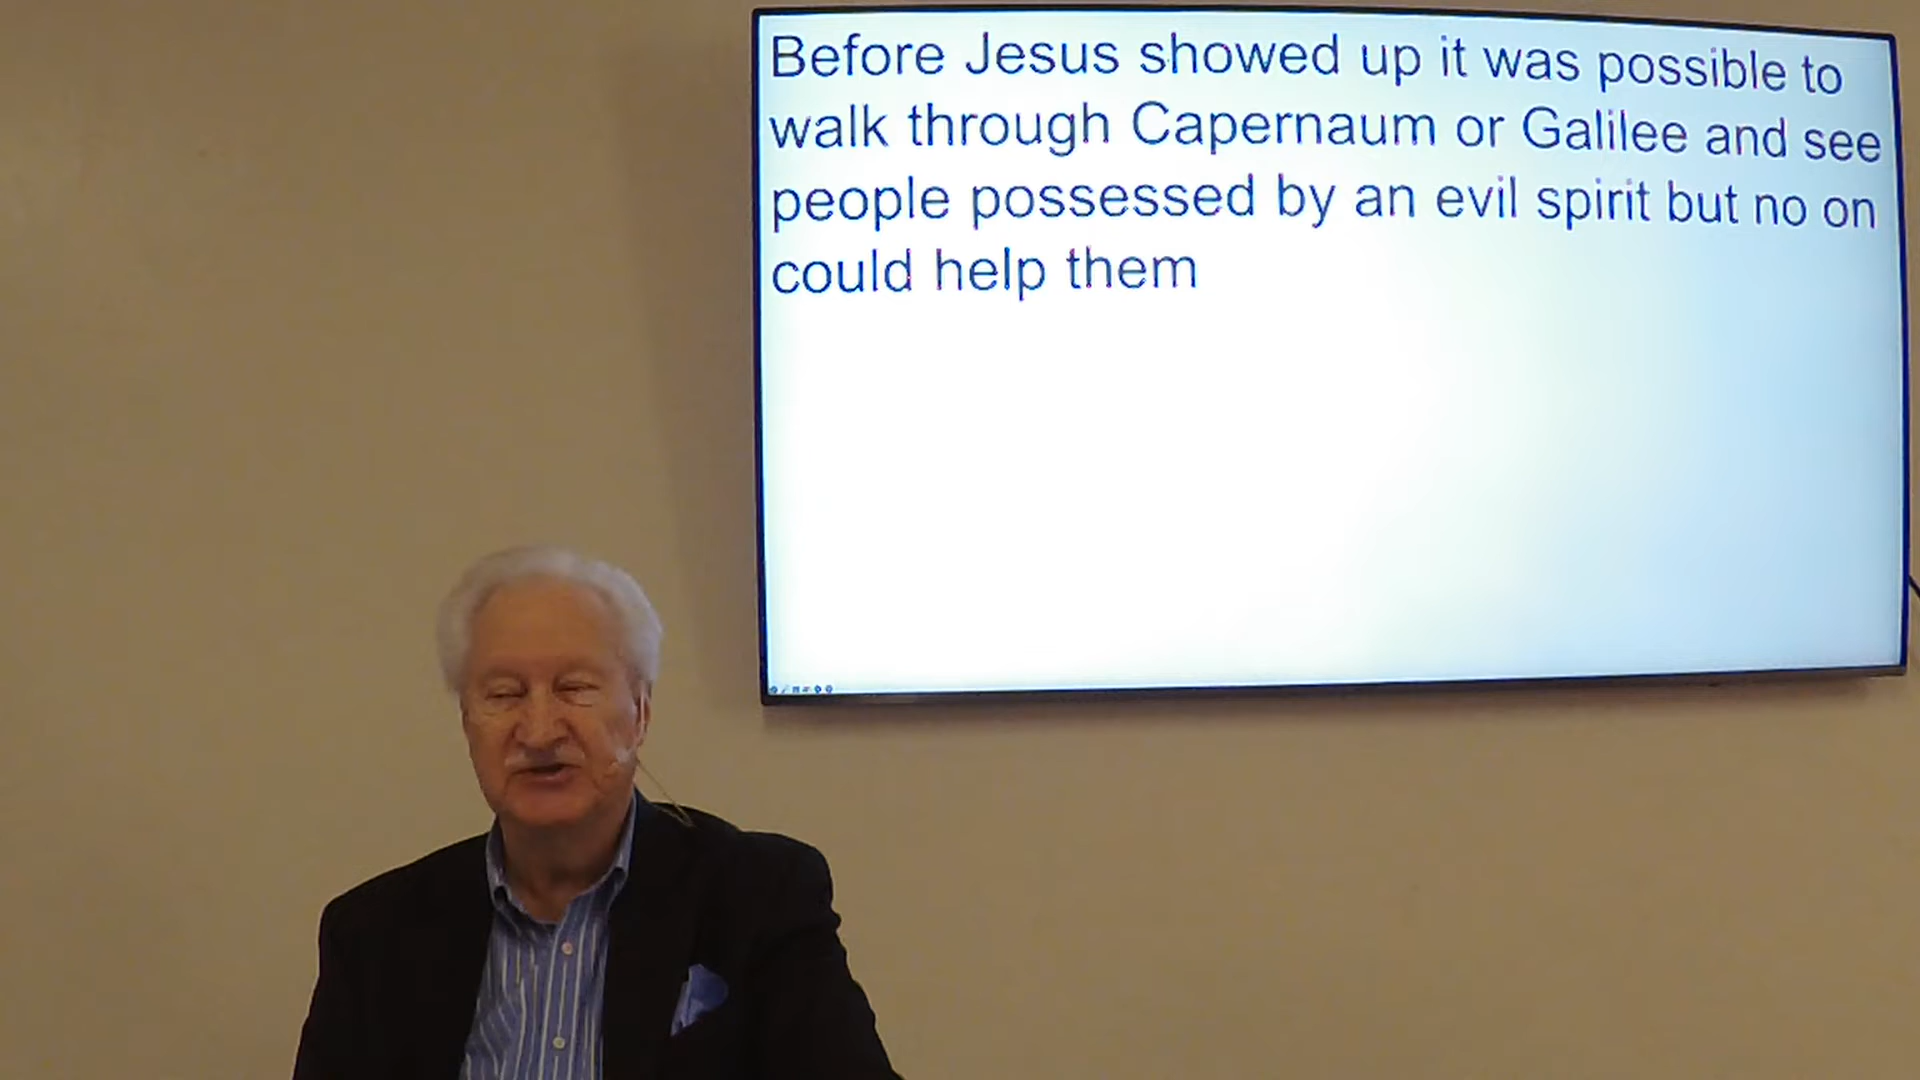 Before Jesus showed up it was possible to
walk through Capernaum or Galilee and see
people possessed by an evil spirit but no on
could help them